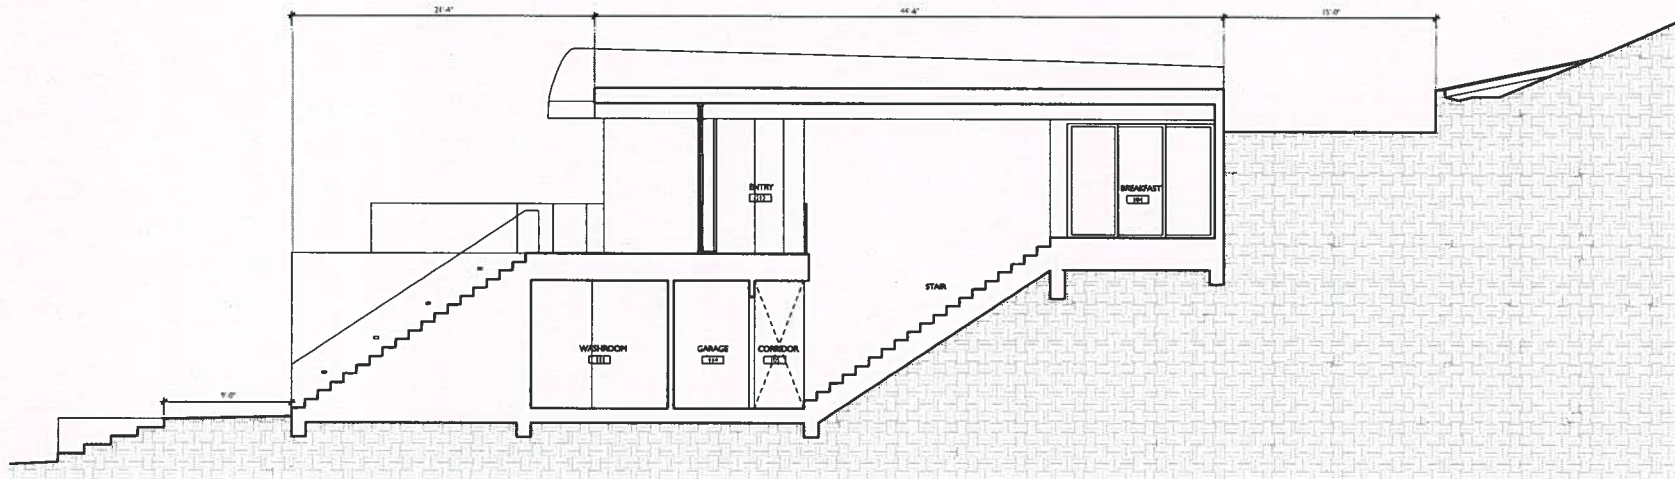 21'-4"
44'-6"
15'-0"
ENTRY
BREAKFAST
STAIR
WASHROOM
GARAGE
CORRIDOR
9'-0"